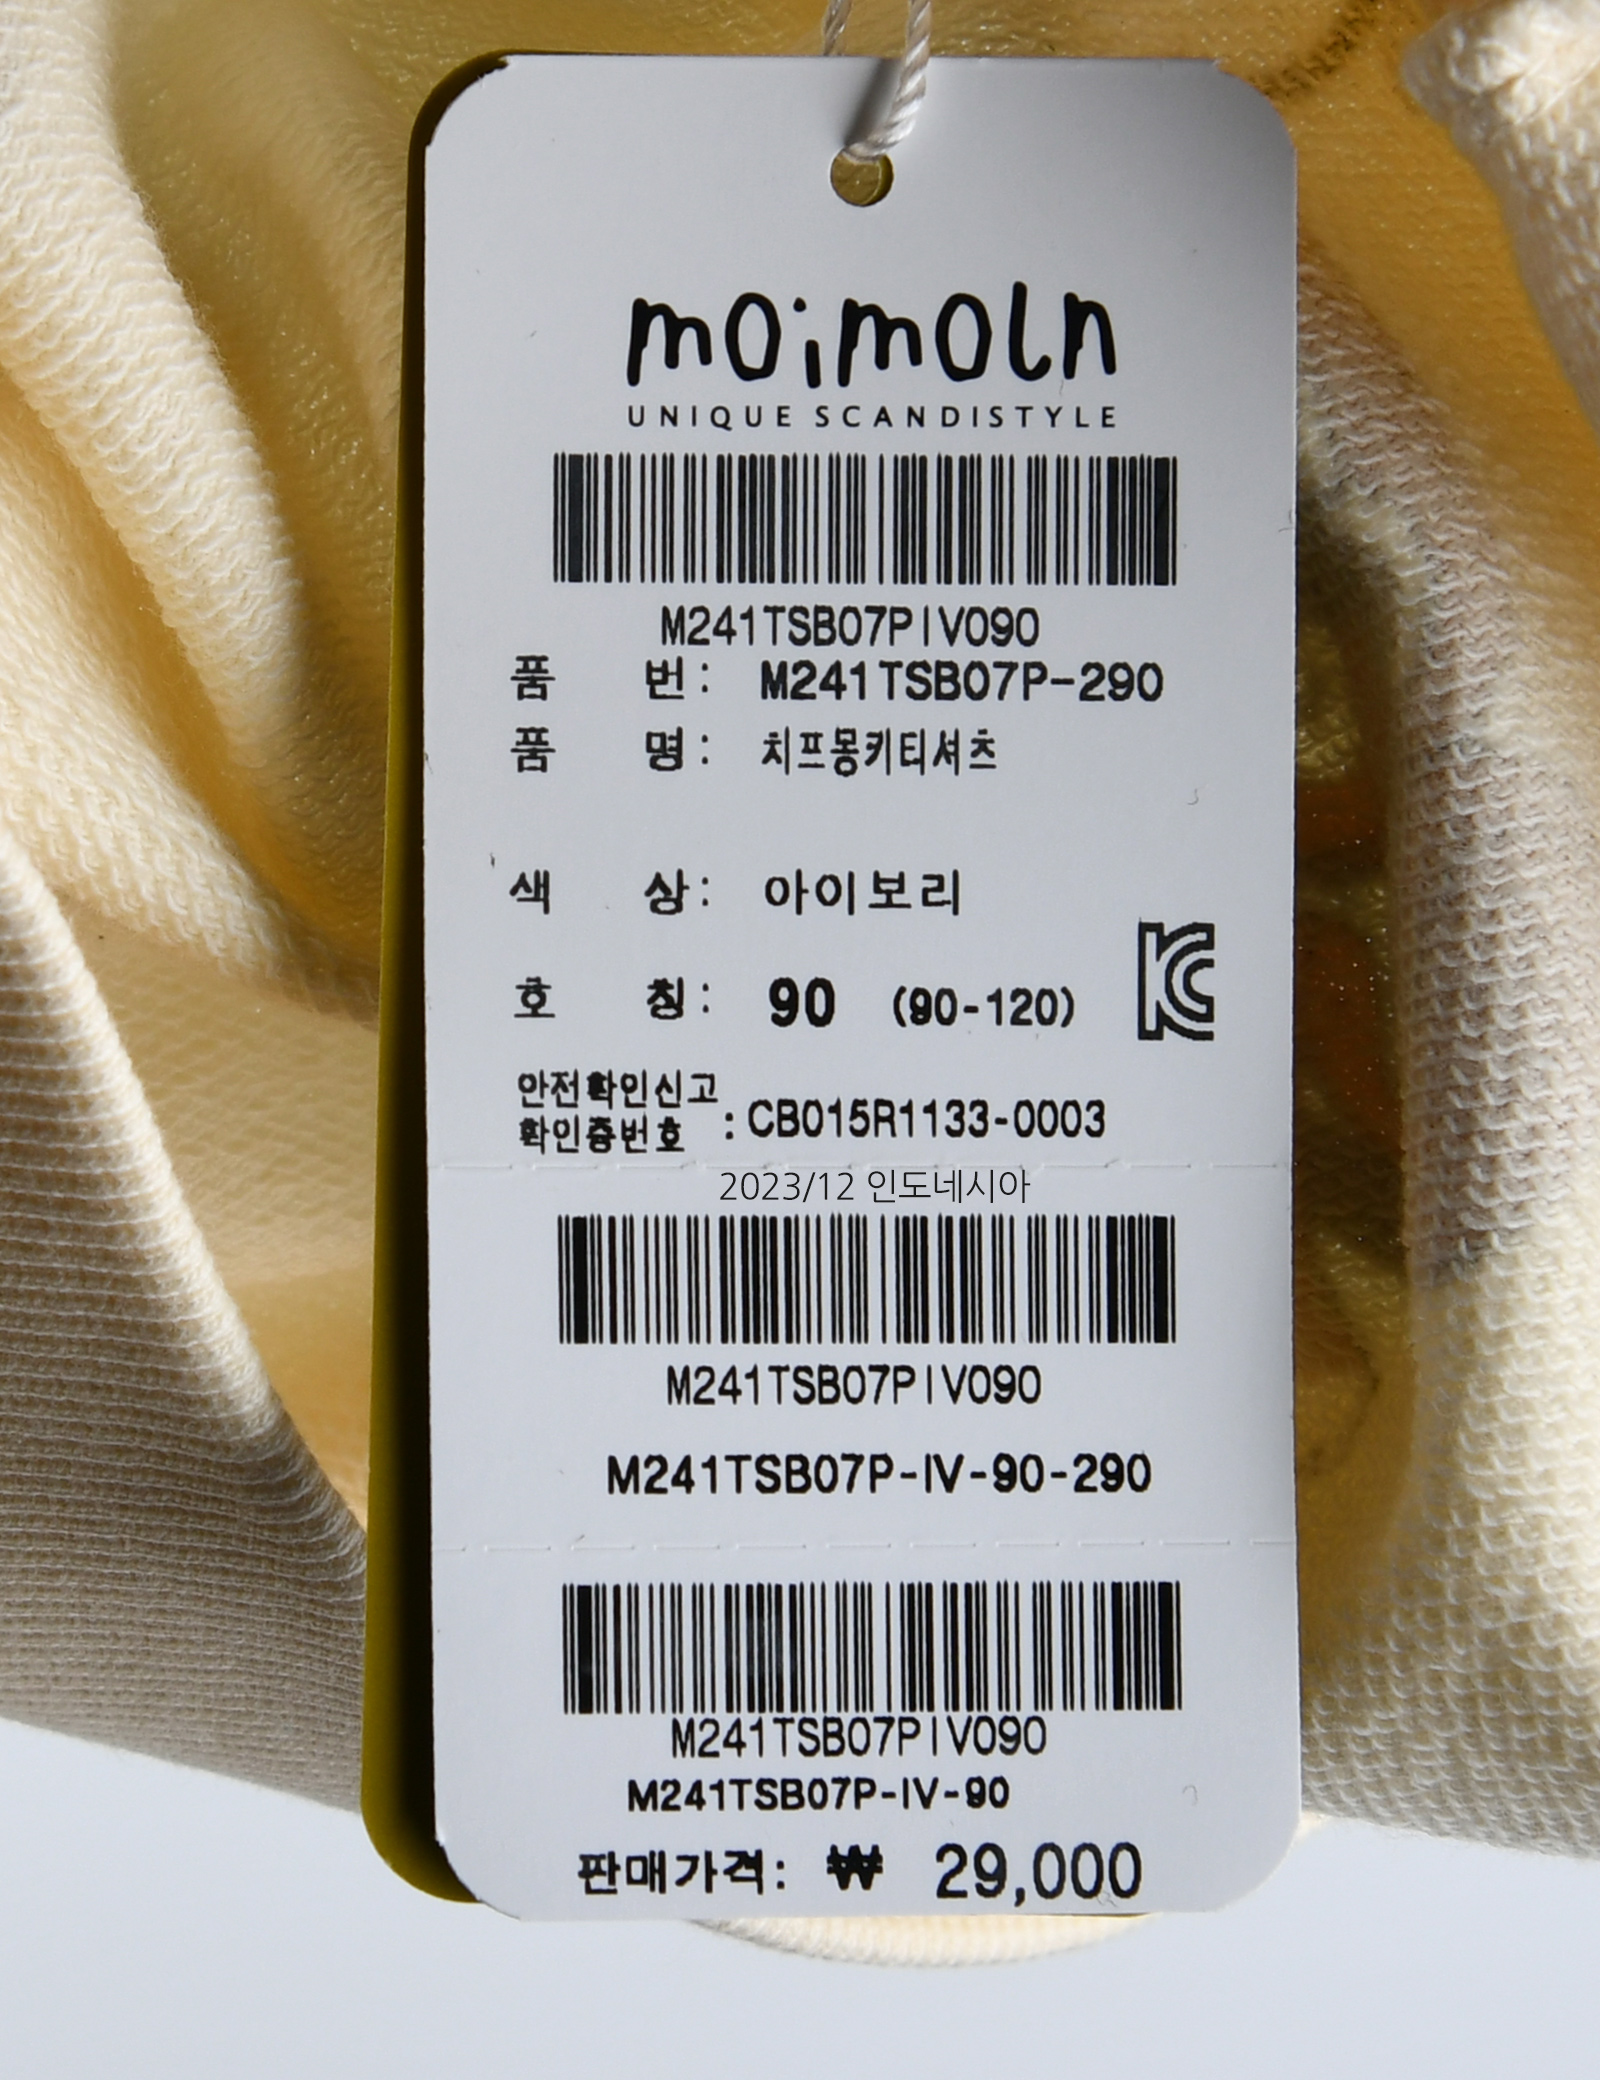 moimoln
UNIQUE SCANDISTYLE
M241TSB07PIV090
품 번: M241TSB07P-290
품 명: 치프몽키티셔츠
색 상: 아이보리
호 칭: 90 (90-120)
안전확인신고
확인증번호 : CB015R1133-0003
2023/12 인도네시아
M241TSB07PIV090
M241TSB07P-IV-90-290
M241TSB07PIV090
M241TSB07P-IV-90
판매가격: ₩ 29,000